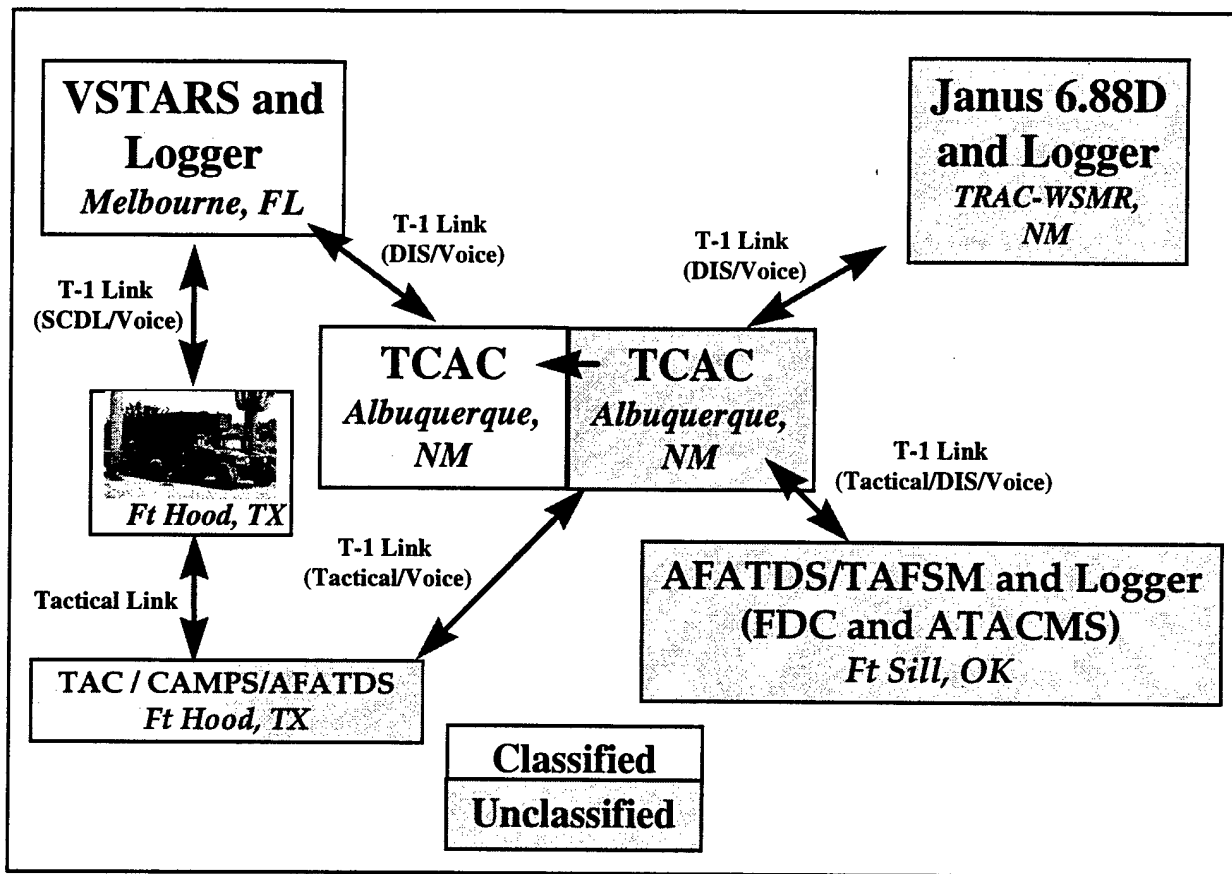 VSTARS and
Logger
Melbourne, FL
Janus 6.88D
and Logger
TRAC-WSMR,
NM
T-1 Link
(DIS/Voice)
T-1 Link
(DIS/Voice)
T-1 Link
(SCDL/Voice)
TCAC
Albuquerque,
NM
TCAC
Albuquerque,
NM
Ft Hood, TX
T-1 Link
(Tactical/DIS/Voice)
T-1 Link
(Tactical/Voice)
Tactical Link
AFATDS/TAFSM and Logger
(FDC and ATACMS)
Ft Sill, OK
TAC / CAMPS/AFATDS
Ft Hood, TX
Classified
Unclassified